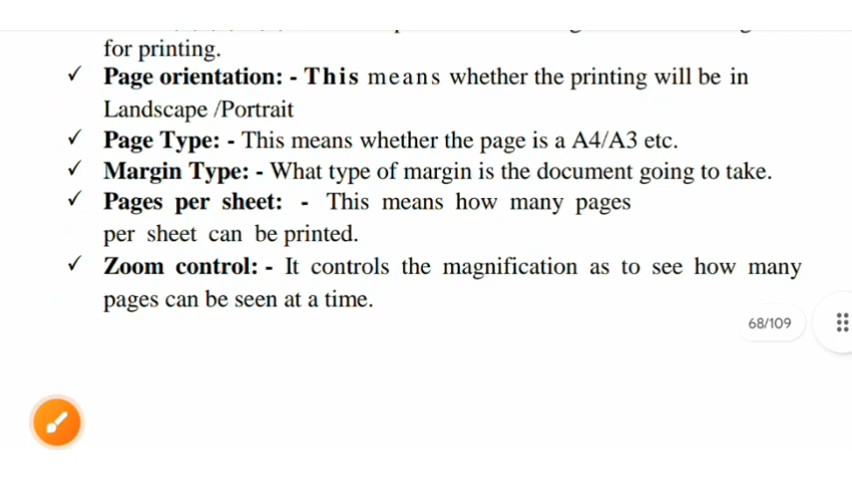 for printing.
✓ Page orientation: - This means whether the printing will be in
Landscape /Portrait
✓ Page Type: - This means whether the page is a A4/A3 etc.
✓ Margin Type: - What type of margin is the document going to take.
✓ Pages per sheet: - This means how many pages
per sheet can be printed.
✓ Zoom control: - It controls the magnification as to see how many
pages can be seen at a time.
68/109